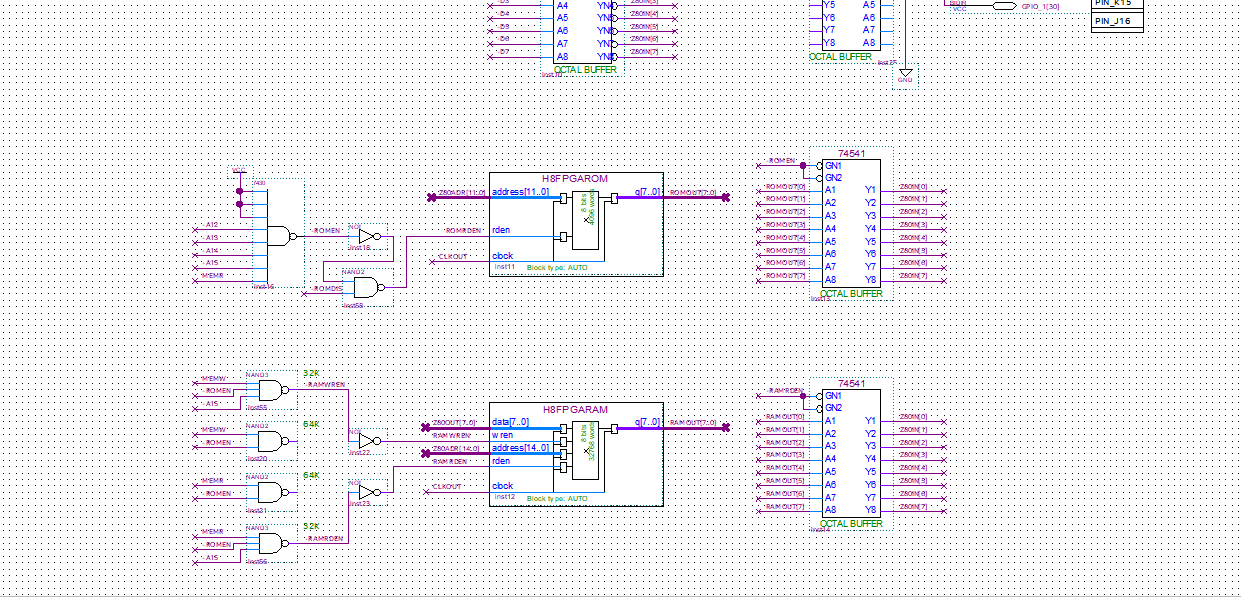 A4
YN5
Z80IN[4]
Y5
A5
VCC
GPIO_1[30]
PIN_K15
-D4
A5
Y6
A6
PIN_J16
-D5
A6
Z80IN[5]
Y7
A7
-D6
A7
Z80IN[6]
Y8
A8
-D7
A8
Z80IN[7]
OCTAL BUFFER
OCTAL BUFFER
GND
VCC
7430
A12
A13
A14
A15
MEMR
inst16
-ROMEN
NOT
inst18
NAND2
-ROMDIS
inst58
H8FPGAROM
Z80ADR[11..0]
address[11..0]
q[7..0]
ROMOUT[7..0]
8 bits
4096 words
ROMRDEN
rden
CLKOUT
clock
inst11
Block type: AUTO
74541
-ROMEN
GN1
GN2
ROMOUT[0]
A1
Y1
Z80IN[0]
ROMOUT[1]
A2
Y2
Z80IN[1]
ROMOUT[2]
A3
Y3
Z80IN[2]
ROMOUT[3]
A4
Y4
Z80IN[3]
ROMOUT[4]
A5
Y5
Z80IN[4]
ROMOUT[5]
A6
Y6
Z80IN[5]
ROMOUT[6]
A7
Y7
Z80IN[6]
ROMOUT[7]
A8
Y8
Z80IN[7]
OCTAL BUFFER
NAND3
32K
MEMW
-ROMEN
A15
inst55
-RAMWREN
NAND2
64K
MEMW
-ROMEN
inst20
NOT
inst22
NAND2
64K
MEMR
-ROMEN
inst21
NOT
inst23
NAND3
32K
MEMR
-ROMEN
A15
inst56
-RAMRDEN
H8FPGARAM
Z80OUT[7..0]
data[7..0]
q[7..0]
RAMOUT[7..0]
RAMWREN
wren
Z80ADR[14..0]
address[14..0]
8 bits
32768 words
RAMRDEN
rden
CLKOUT
clock
inst12
Block type: AUTO
74541
-RAMRDEN
GN1
GN2
RAMOUT[0]
A1
Y1
Z80IN[0]
RAMOUT[1]
A2
Y2
Z80IN[1]
RAMOUT[2]
A3
Y3
Z80IN[2]
RAMOUT[3]
A4
Y4
Z80IN[3]
RAMOUT[4]
A5
Y5
Z80IN[4]
RAMOUT[5]
A6
Y6
Z80IN[5]
RAMOUT[6]
A7
Y7
Z80IN[6]
RAMOUT[7]
A8
Y8
Z80IN[7]
OCTAL BUFFER